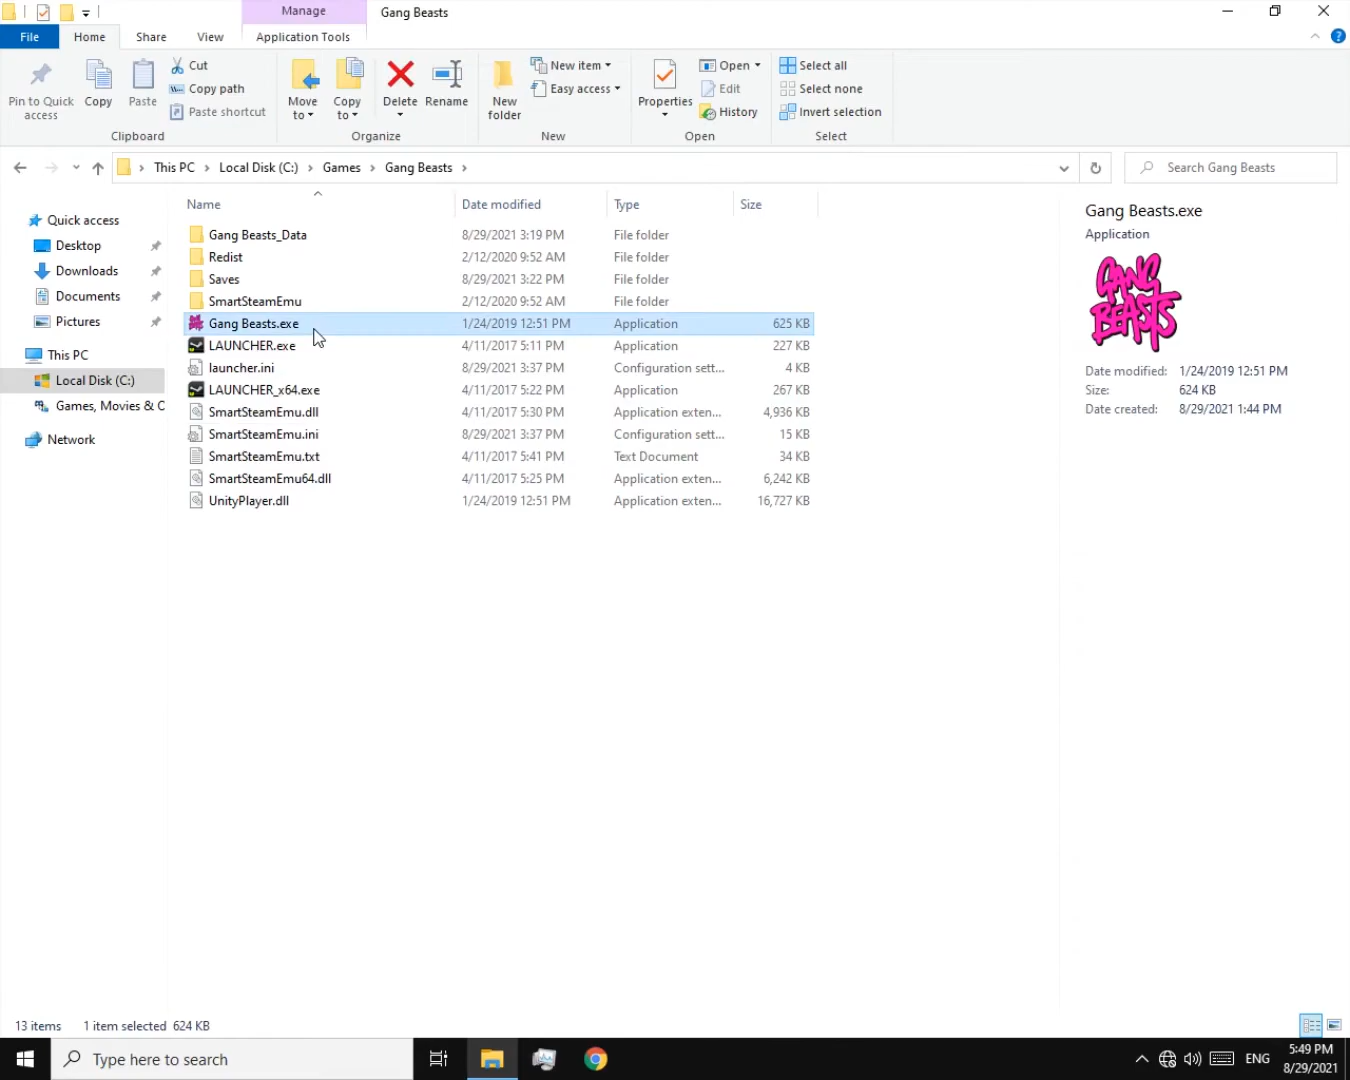 Manage
Gang Beasts
File
Home
Share
View
Application Tools
Pin to Quick access
Copy
Paste
Cut
Copy path
Paste shortcut
Clipboard
Move to
Copy to
Delete
Rename
Organize
New folder
New item
Easy access
New
Properties
Open
Edit
History
Open
Select all
Select none
Invert selection
Select
This PC > Local Disk (C:) > Games > Gang Beasts >
Search Gang Beasts
Quick access
Desktop
Downloads
Documents
Pictures
This PC
Local Disk (C:)
Games, Movies & C
Network
Name Date modified Type Size
Gang Beasts_Data 8/29/2021 3:19 PM File folder
Redist 2/12/2020 9:52 AM File folder
Saves 8/29/2021 3:22 PM File folder
SmartSteamEmu 2/12/2020 9:52 AM File folder
Gang Beasts.exe 1/24/2019 12:51 PM Application 625 KB
LAUNCHER.exe 4/11/2017 5:11 PM Application 227 KB
launcher.ini 8/29/2021 3:37 PM Configuration sett... 4 KB
LAUNCHER_x64.exe 4/11/2017 5:22 PM Application 267 KB
SmartSteamEmu.dll 4/11/2017 5:30 PM Application exten... 4,936 KB
SmartSteamEmu.ini 8/29/2021 3:37 PM Configuration sett... 15 KB
SmartSteamEmu.txt 4/11/2017 5:41 PM Text Document 34 KB
SmartSteamEmu64.dll 4/11/2017 5:25 PM Application exten... 6,242 KB
UnityPlayer.dll 1/24/2019 12:51 PM Application exten... 16,727 KB
Gang Beasts.exe
Application
GANG
BEASTS
Date modified: 1/24/2019 12:51 PM
Size: 624 KB
Date created: 8/29/2021 1:44 PM
13 items 1 item selected 624 KB
Type here to search
ENG
5:49 PM
8/29/2021